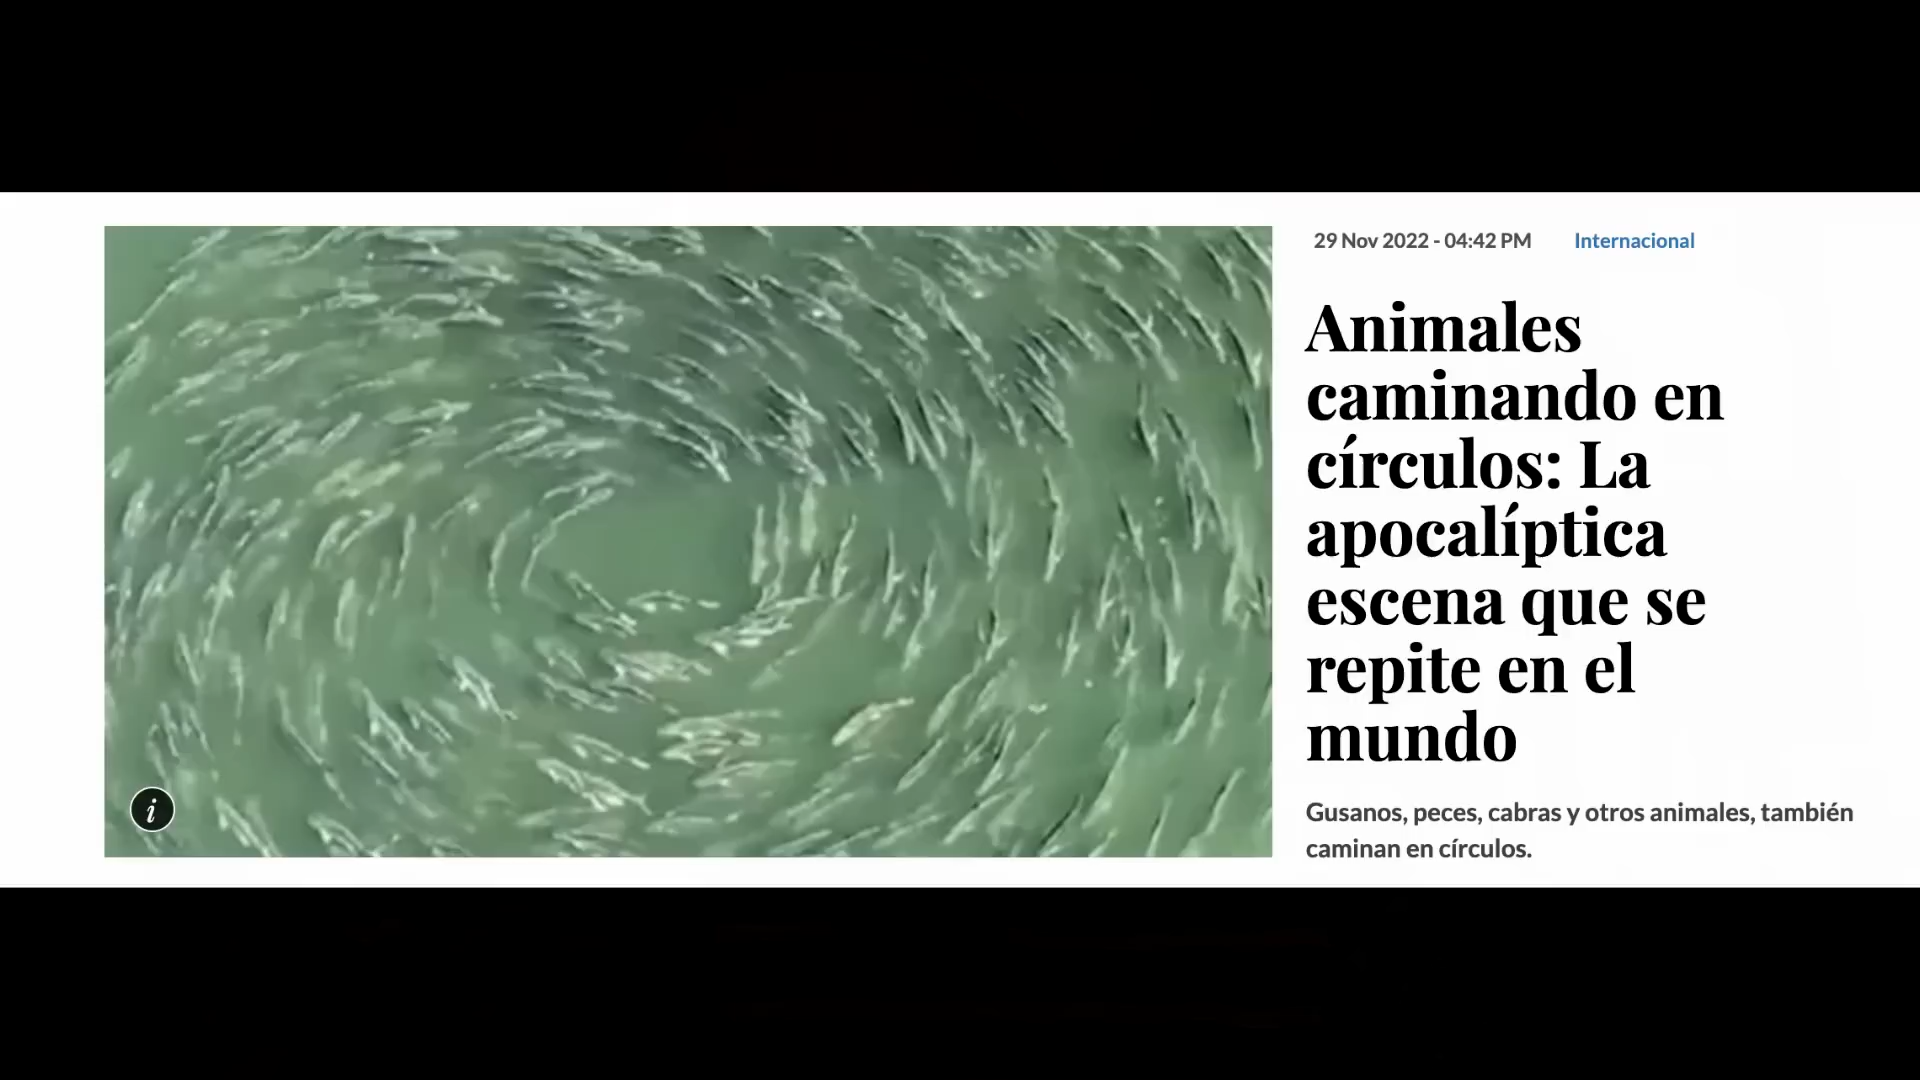 29 Nov 2022 - 04:42 PM Internacional
Animales
caminando en
círculos: La
apocalíptica
escena que se
repite en el
mundo
Gusanos, peces, cabras y otros animales, también
caminan en círculos.
i